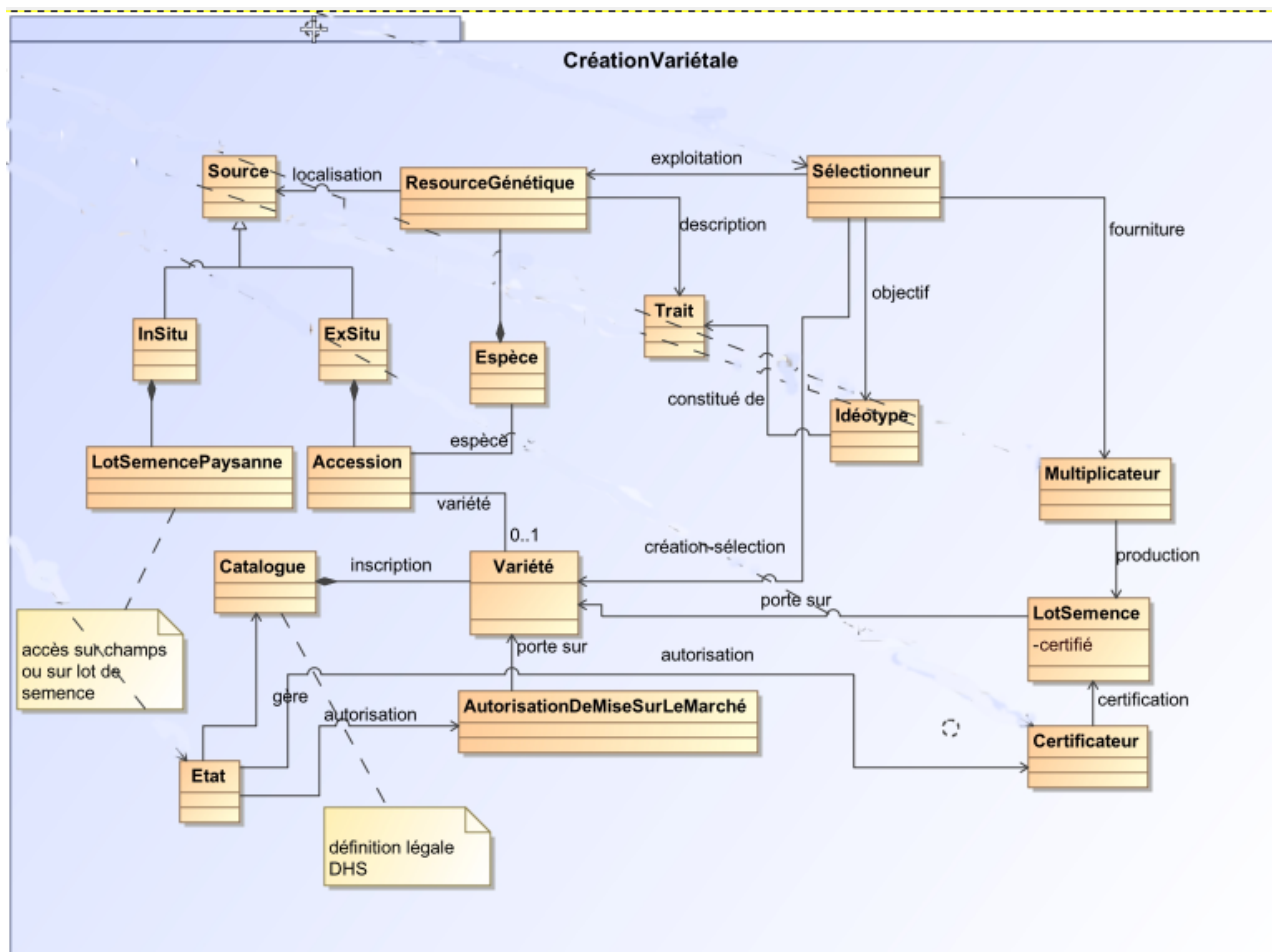 CréationVariétale
Source
localisation
ResourceGénétique
exploitation
Sélectionneur
description
fourniture
objectif
Trait
InSitu
ExSitu
Espèce
constitué de
Idéotype
espèce
LotSemencePaysanne
Accession
variété
Multiplicateur
0..1
création-sélection
production
Catalogue
inscription
Variété
porte sur
LotSemence
-certifié
accès sur champs
ou sur lot de
semence
porte sur
autorisation
gère
autorisation
AutorisationDeMiseSurLeMarché
certification
Certificateur
Etat
définition légale
DHS